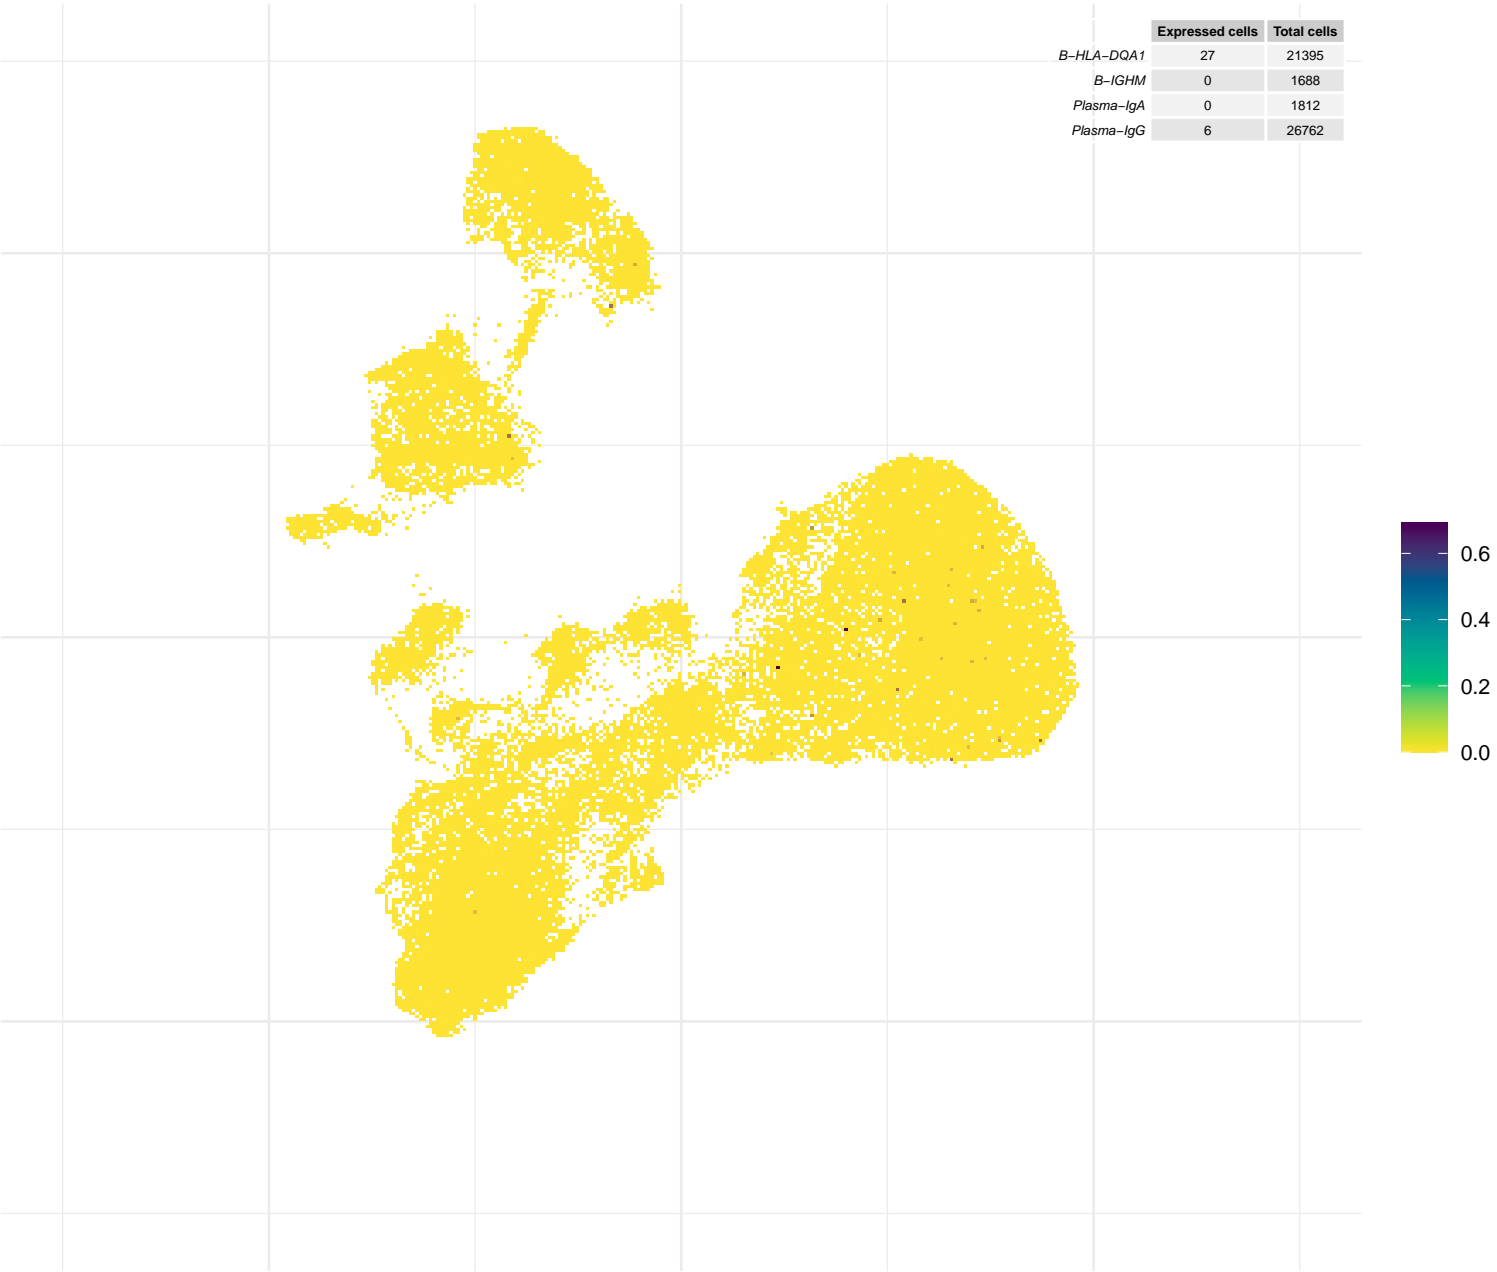 Expressed cells Total cells
B−HLA−DQA1 27 21395
B−IGHM 0 1688
Plasma−IgA 0 1812
Plasma−IgG 6 26762
0.6
0.4
0.2
0.0